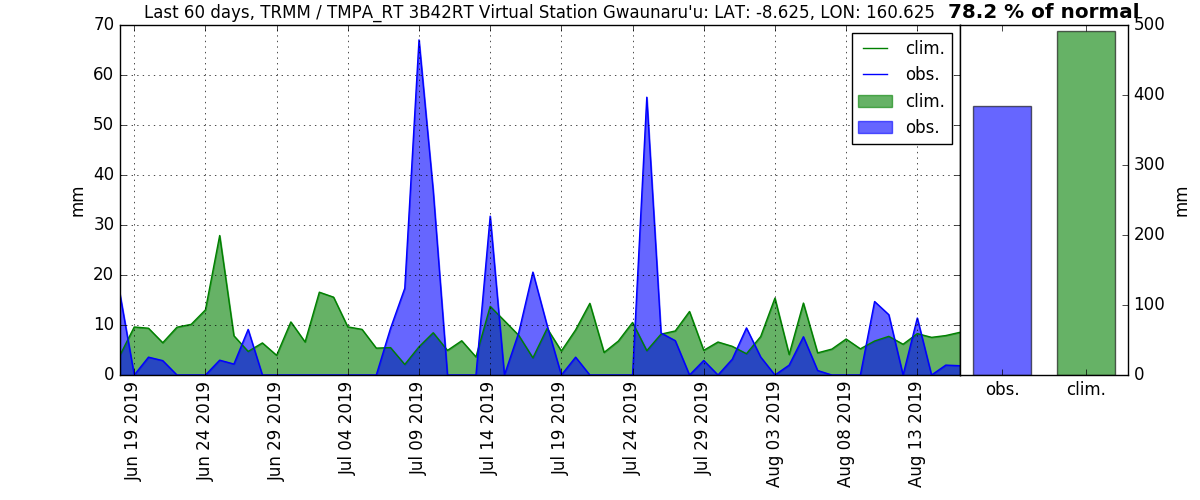 Last 60 days, TRMM / TMPA_RT 3B42RT Virtual Station Gwaunaru'u: LAT: -8.625, LON: 160.625
78.2 % of normal
70
60
50
40
30
20
10
0
mm
clim.
obs.
clim.
obs.
Jun 19 2019
Jun 24 2019
Jun 29 2019
Jul 04 2019
Jul 09 2019
Jul 14 2019
Jul 19 2019
Jul 24 2019
Jul 29 2019
Aug 03 2019
Aug 08 2019
Aug 13 2019
500
400
300
200
100
0
mm
obs.
clim.